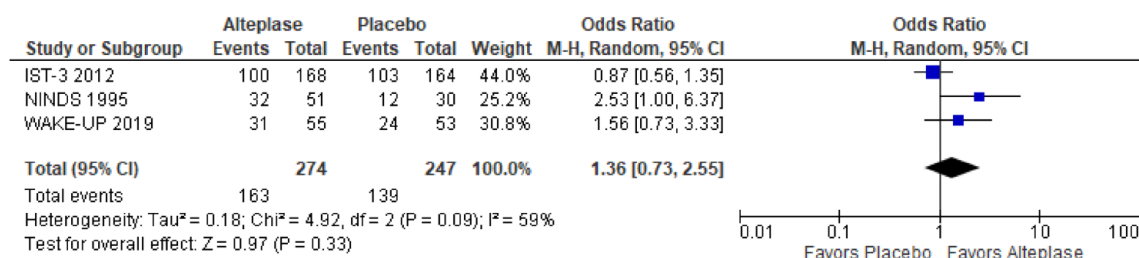 Alteplase Placebo Odds Ratio Odds Ratio
Study or Subgroup Events Total Events Total Weight M-H, Random, 95% CI M-H, Random, 95% CI
IST-3 2012 100 168 103 164 44.0% 0.87 [0.56, 1.35]
NINDS 1995 32 51 12 30 25.2% 2.53 [1.00, 6.37]
WAKE-UP 2019 31 55 24 53 30.8% 1.56 [0.73, 3.33]
Total (95% CI) 274 247 100.0% 1.36 [0.73, 2.55]
Total events 163 139
Heterogeneity: Tau² = 0.18; Chi² = 4.92, df = 2 (P = 0.09); I² = 59%
Test for overall effect: Z = 0.97 (P = 0.33)
0.01 0.1 1 10 100
Favors Placebo Favors Alteplase